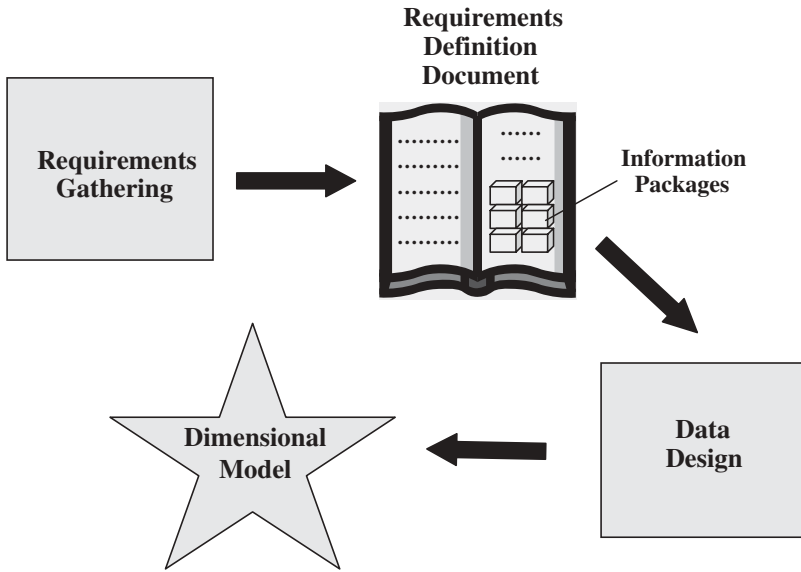 Requirements
Definition
Document
Requirements
Gathering
Information
Packages
Data
Design
Dimensional
Model